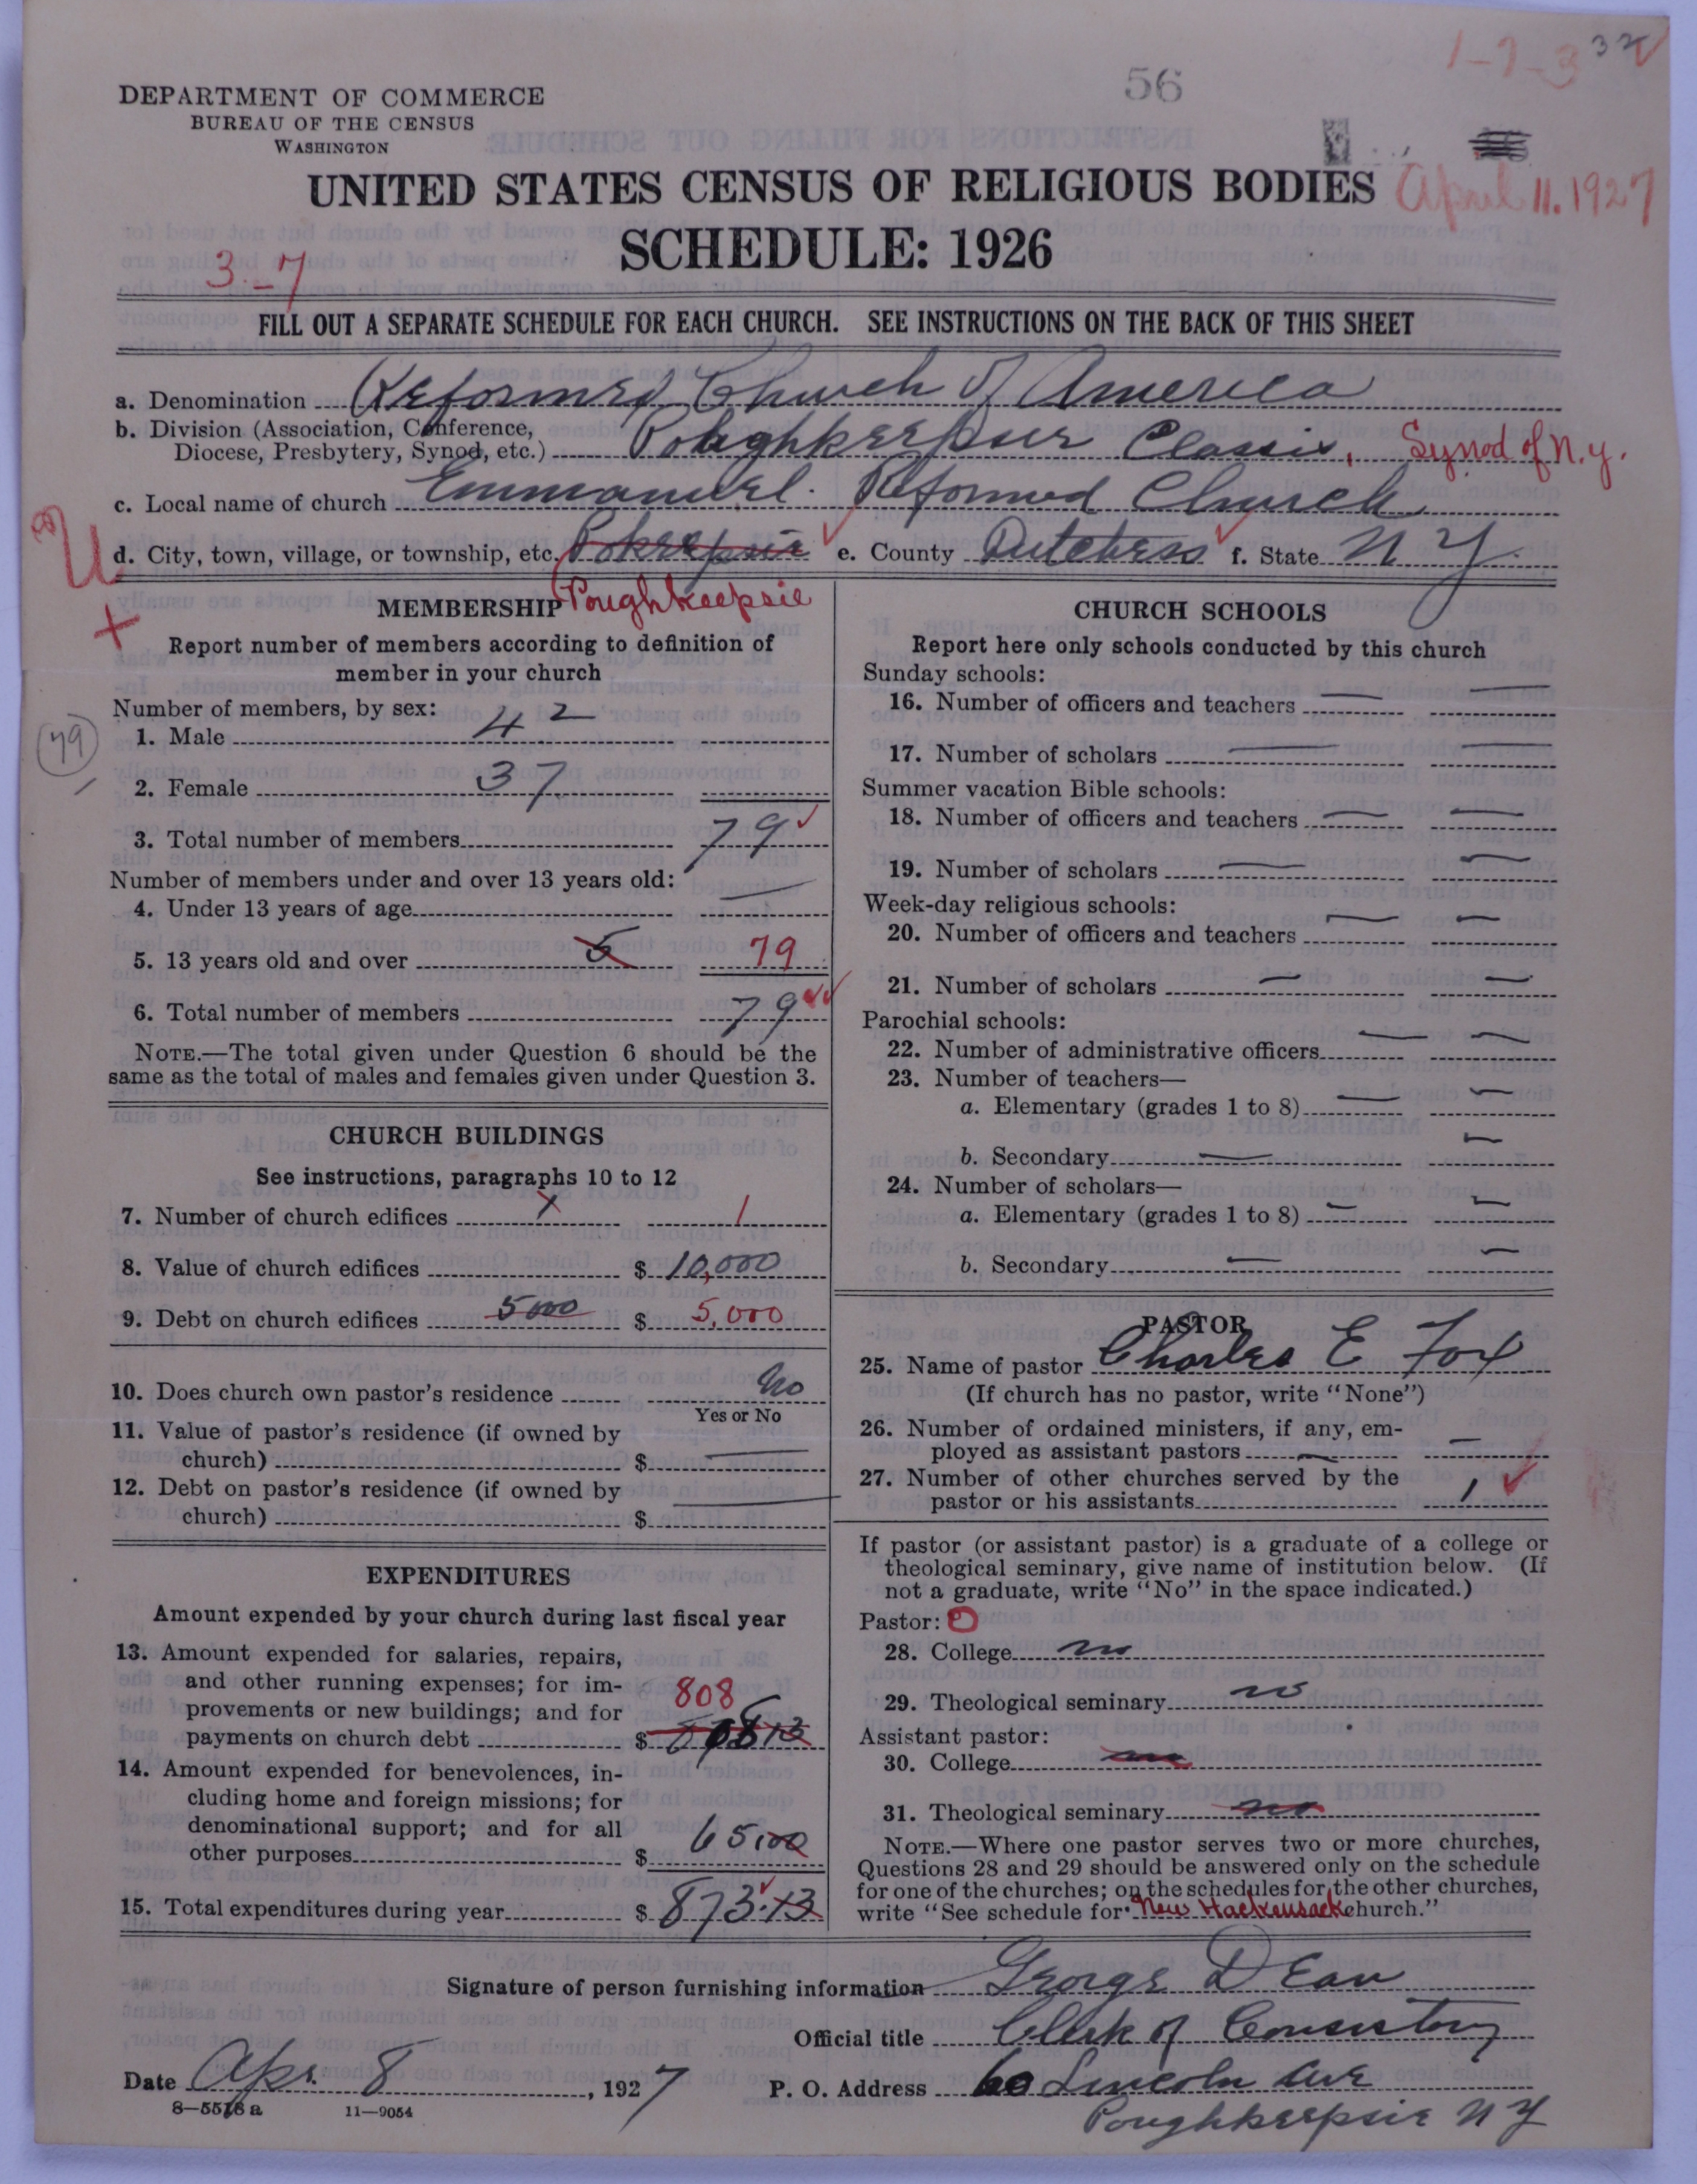 1-7-3 32
56
DEPARTMENT OF COMMERCE
BUREAU OF THE CENSUS
WASHINGTON
UNITED STATES CENSUS OF RELIGIOUS BODIES
April 11. 1927
SCHEDULE: 1926
3-7
FILL OUT A SEPARATE SCHEDULE FOR EACH CHURCH. SEE INSTRUCTIONS ON THE BACK OF THIS SHEET
a. Denomination Reformed Church of America
b. Division (Association, Conference,
Diocese, Presbytery, Synod, etc.) Poughkeepsie Classis, Synod of N.Y.
c. Local name of church Emmanuel. Reformed Church
d. City, town, village, or township, etc. Pokeepsie e. County Dutchess f. State N Y.
U
+
Poughkeepsie
MEMBERSHIP
Report number of members according to definition of
member in your church
Number of members, by sex:
1. Male 42
79
2. Female 37
3. Total number of members 79
Number of members under and over 13 years old:
4. Under 13 years of age —
5. 13 years old and over 5 79
6. Total number of members 79
NOTE.—The total given under Question 6 should be the
same as the total of males and females given under Question 3.
CHURCH BUILDINGS
See instructions, paragraphs 10 to 12
7. Number of church edifices 1 1
8. Value of church edifices $ 10,000
9. Debt on church edifices 5000 $ 5,000
10. Does church own pastor's residence No
Yes or No
11. Value of pastor's residence (if owned by
church) $ —
12. Debt on pastor's residence (if owned by
church) $ —
EXPENDITURES
Amount expended by your church during last fiscal year
13. Amount expended for salaries, repairs,
and other running expenses; for im-
provements or new buildings; and for 808
payments on church debt $
14. Amount expended for benevolences, in-
cluding home and foreign missions; for
denominational support; and for all
other purposes $ 65.00
15. Total expenditures during year $ 873.13
CHURCH SCHOOLS
Report here only schools conducted by this church
Sunday schools:
16. Number of officers and teachers — —
17. Number of scholars — —
Summer vacation Bible schools:
18. Number of officers and teachers — —
19. Number of scholars — —
Week-day religious schools:
20. Number of officers and teachers — —
21. Number of scholars — —
Parochial schools:
22. Number of administrative officers — —
23. Number of teachers—
a. Elementary (grades 1 to 8) — —
b. Secondary — —
24. Number of scholars—
a. Elementary (grades 1 to 8) — —
b. Secondary — —
PASTOR
25. Name of pastor Charles E Fox
(If church has no pastor, write "None")
26. Number of ordained ministers, if any, em-
ployed as assistant pastors — —
27. Number of other churches served by the
pastor or his assistants 1
If pastor (or assistant pastor) is a graduate of a college or
theological seminary, give name of institution below. (If
not a graduate, write "No" in the space indicated.)
Pastor: 0
28. College no
29. Theological seminary no
Assistant pastor:
30. College no
31. Theological seminary no
NOTE.—Where one pastor serves two or more churches,
Questions 28 and 29 should be answered only on the schedule
for one of the churches; on the schedules for the other churches,
write "See schedule for New Hackensack church."
Signature of person furnishing information George D Eau
Official title Clerk of Consistory
Date Apr. 8, 1927
P. O. Address 60 Lincoln Ave
Poughkeepsie N Y
8—5518 a 11—9054